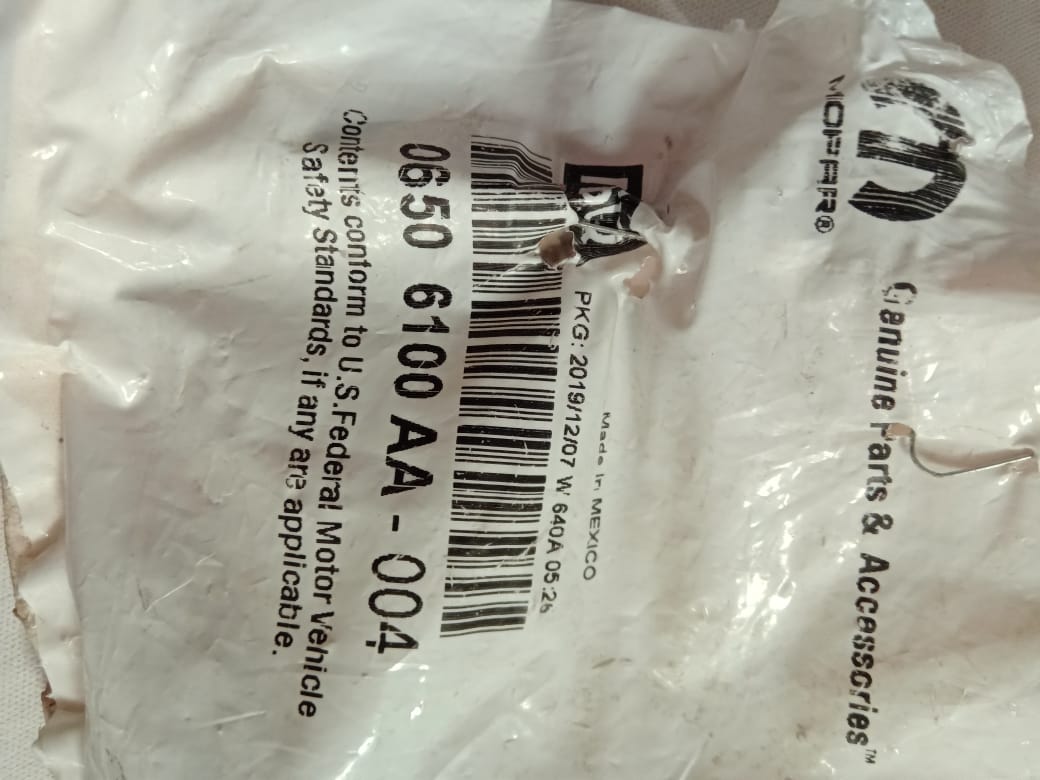 MOPAR®
Genuine Parts & Accessories™
Made In MEXICO
PKG: 2019/12/07 W 640A 05:26
0650 6100 AA - 004
Contents conform to U.S.Federal Motor Vehicle
Safety Standards, if any are applicable.